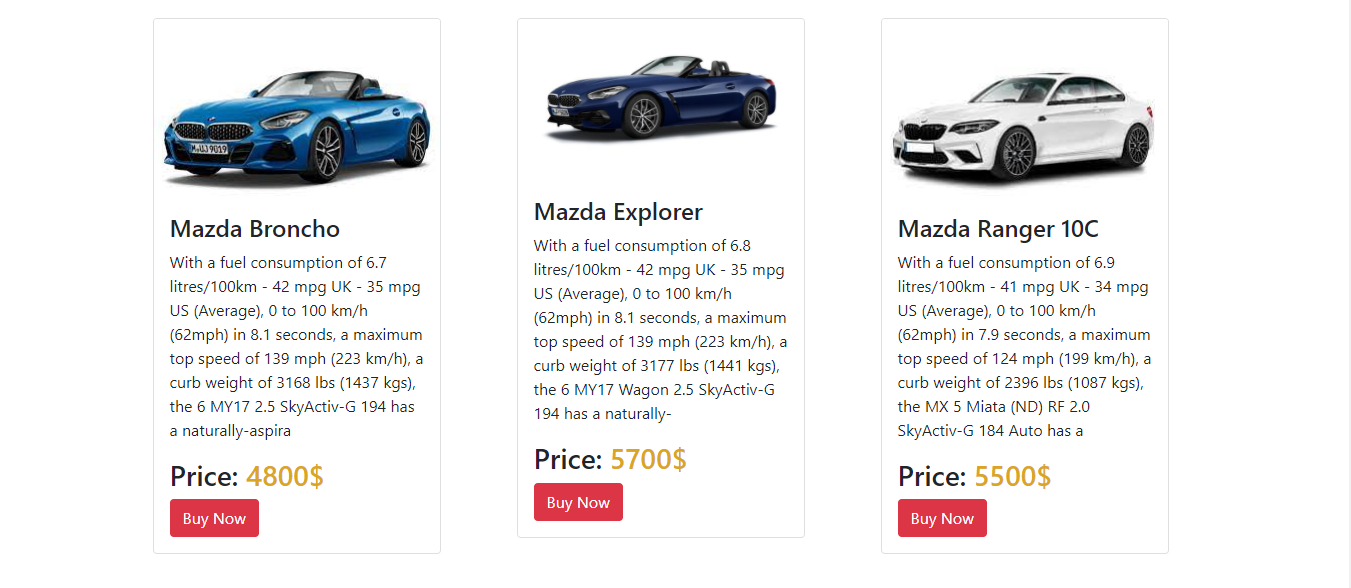 M·UJ 9019
Mazda Broncho
With a fuel consumption of 6.7
litres/100km - 42 mpg UK - 35 mpg
US (Average), 0 to 100 km/h
(62mph) in 8.1 seconds, a maximum
top speed of 139 mph (223 km/h), a
curb weight of 3168 lbs (1437 kgs),
the 6 MY17 2.5 SkyActiv-G 194 has
a naturally-aspira
Price: 4800$
Buy Now
Mazda Explorer
With a fuel consumption of 6.8
litres/100km - 42 mpg UK - 35 mpg
US (Average), 0 to 100 km/h
(62mph) in 8.1 seconds, a maximum
top speed of 139 mph (223 km/h), a
curb weight of 3177 lbs (1441 kgs),
the 6 MY17 Wagon 2.5 SkyActiv-G
194 has a naturally-
Price: 5700$
Buy Now
Mazda Ranger 10C
With a fuel consumption of 6.9
litres/100km - 41 mpg UK - 34 mpg
US (Average), 0 to 100 km/h
(62mph) in 7.9 seconds, a maximum
top speed of 124 mph (199 km/h), a
curb weight of 2396 lbs (1087 kgs),
the MX 5 Miata (ND) RF 2.0
SkyActiv-G 184 Auto has a
Price: 5500$
Buy Now